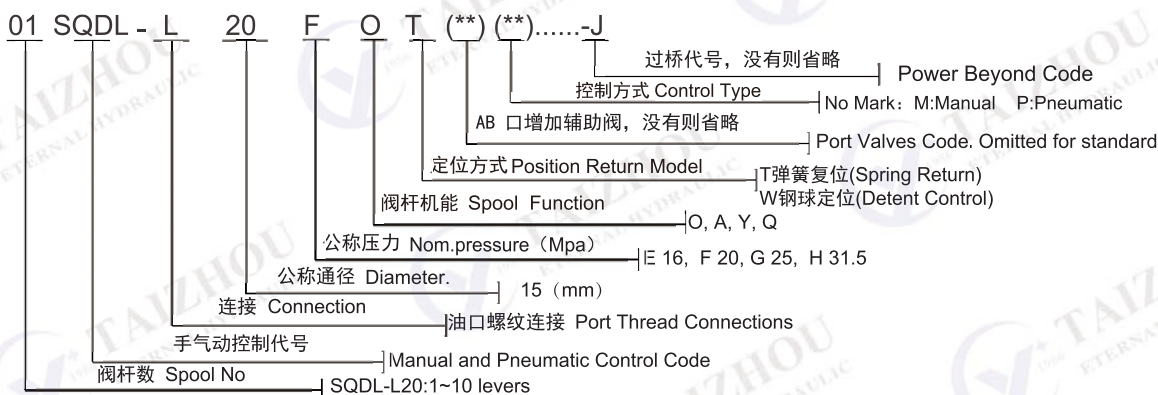 01 SQDL - L 20 F O T (**) (**)......-J
过桥代号，没有则省略 Power Beyond Code
控制方式 Control Type No Mark：M:Manual P:Pneumatic
AB 口增加辅助阀，没有则省略 Port Valves Code. Omitted for standard
定位方式 Position Return Model T弹簧复位(Spring Return)
W钢球定位(Detent Control)
阀杆机能 Spool Function O, A, Y, Q
公称压力 Nom.pressure（Mpa） E 16, F 20, G 25, H 31.5
公称通径 Diameter. 15（mm）
连接 Connection 油口螺纹连接 Port Thread Connections
手气动控制代号 Manual and Pneumatic Control Code
阀杆数 Spool No SQDL-L20:1~10 levers
TAIZHOU
ETERNAL HYDRAULIC
1956